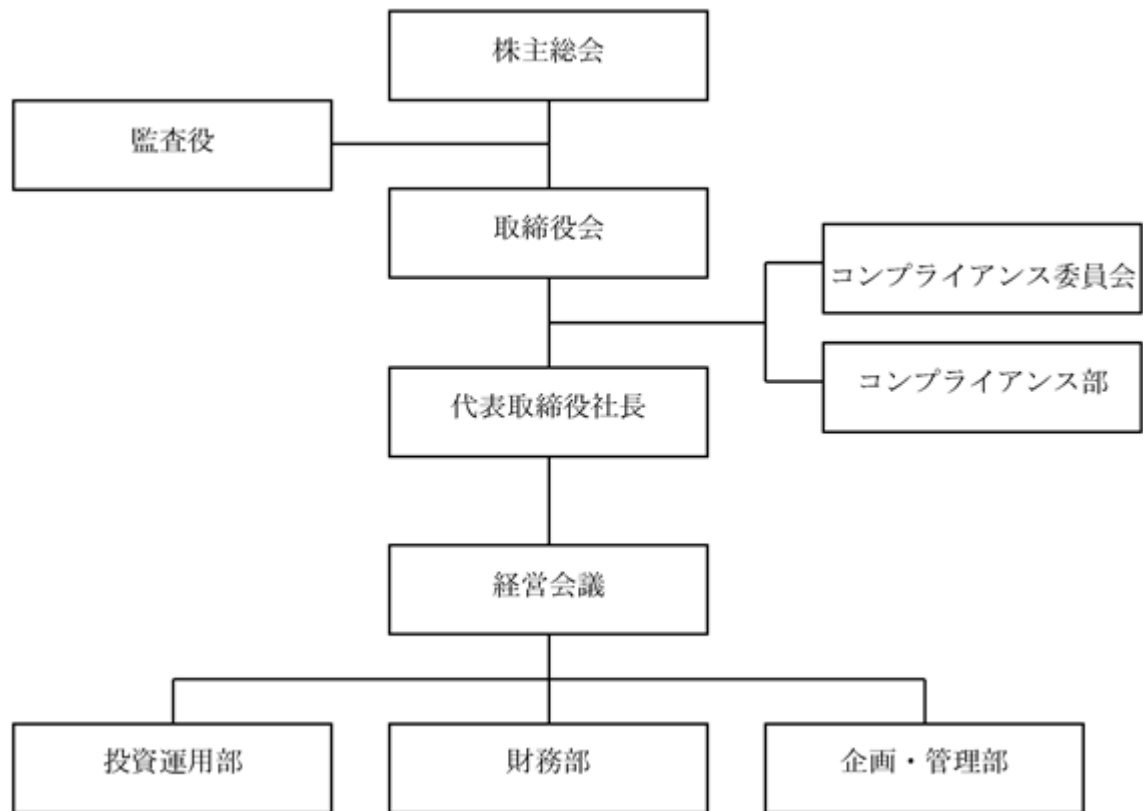 株主総会
監査役
取締役会
コンプライアンス委員会
コンプライアンス部
代表取締役社長
経営会議
投資運用部
財務部
企画・管理部